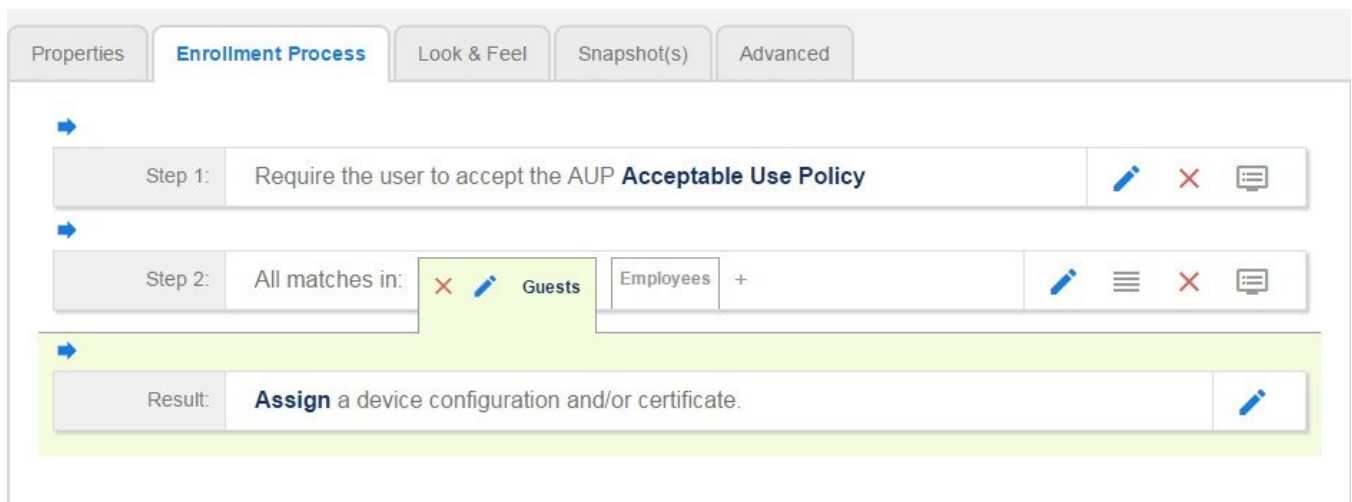 Properties Enrollment Process Look & Feel Snapshot(s) Advanced
Step 1: Require the user to accept the AUP Acceptable Use Policy
Step 2: All matches in: Guests Employees +
Result: Assign a device configuration and/or certificate.